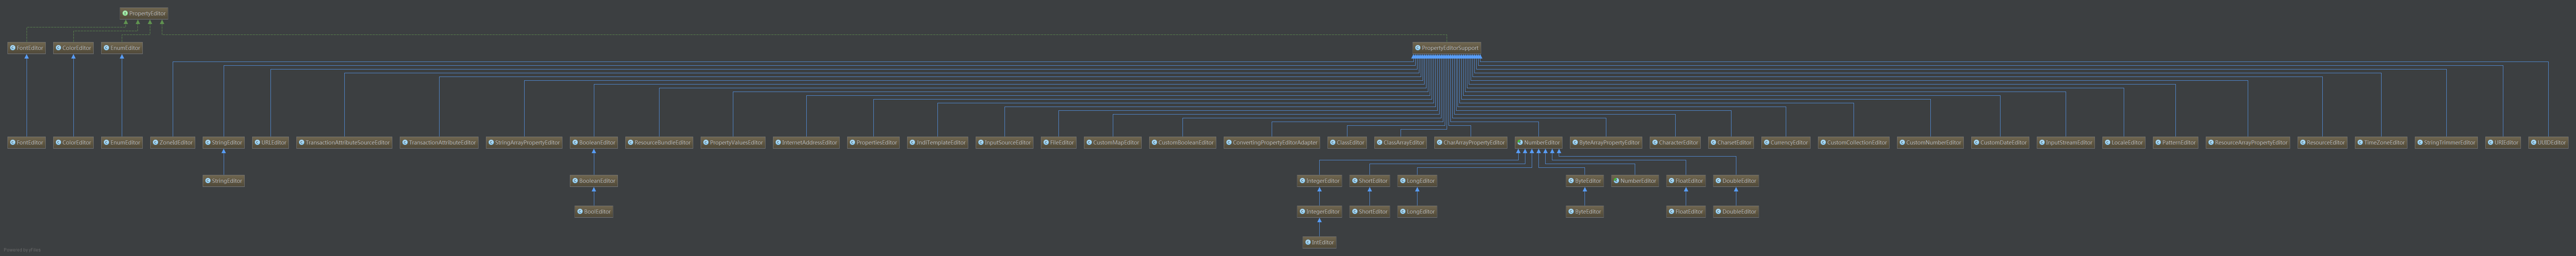 PropertyEditor
FontEditor
ColorEditor
EnumEditor
PropertyEditorSupport
FontEditor
ColorEditor
EnumEditor
ZoneIdEditor
StringEditor
URLEditor
TransactionAttributeSourceEditor
TransactionAttributeEditor
StringArrayPropertyEditor
BooleanEditor
ResourceBundleEditor
PropertyValuesEditor
InternetAddressEditor
PropertiesEditor
JndiTemplateEditor
InputSourceEditor
FileEditor
CustomMapEditor
CustomBooleanEditor
ConvertingPropertyEditorAdapter
ClassEditor
ClassArrayEditor
CharArrayPropertyEditor
NumberEditor
ByteArrayPropertyEditor
CharacterEditor
CharsetEditor
CurrencyEditor
CustomCollectionEditor
CustomNumberEditor
CustomDateEditor
InputStreamEditor
LocaleEditor
PatternEditor
ResourceArrayPropertyEditor
ResourceEditor
TimeZoneEditor
StringTrimmerEditor
URIEditor
UUIDEditor
StringEditor
BooleanEditor
IntegerEditor
ShortEditor
LongEditor
ByteEditor
NumberEditor
FloatEditor
DoubleEditor
BoolEditor
IntegerEditor
ShortEditor
LongEditor
ByteEditor
FloatEditor
DoubleEditor
IntEditor
Powered by yFiles